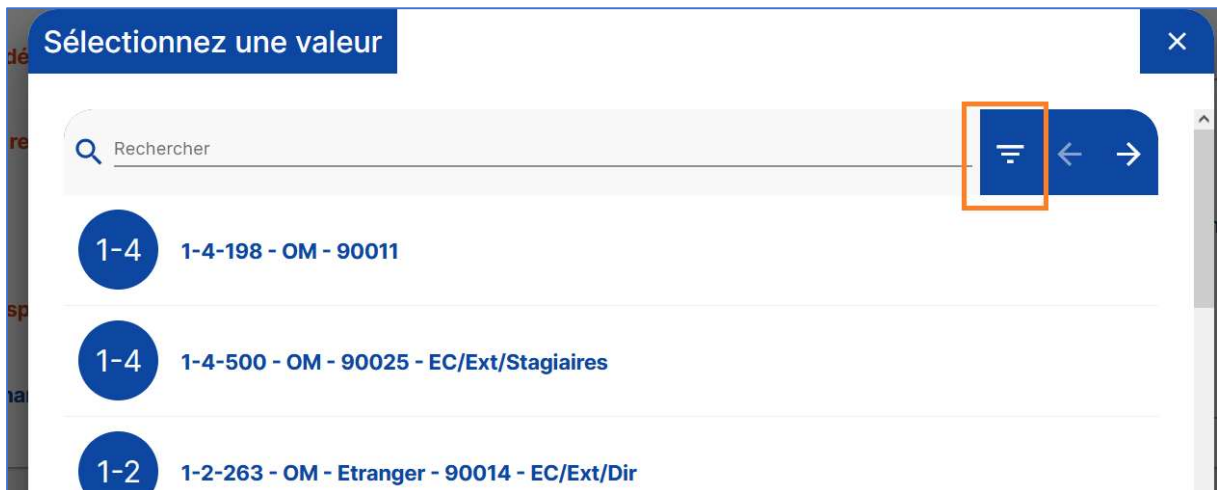 Sélectionnez une valeur
Rechercher
1-4
1-4-198 - OM - 90011
1-4
1-4-500 - OM - 90025 - EC/Ext/Stagiaires
1-2
1-2-263 - OM - Etranger - 90014 - EC/Ext/Dir